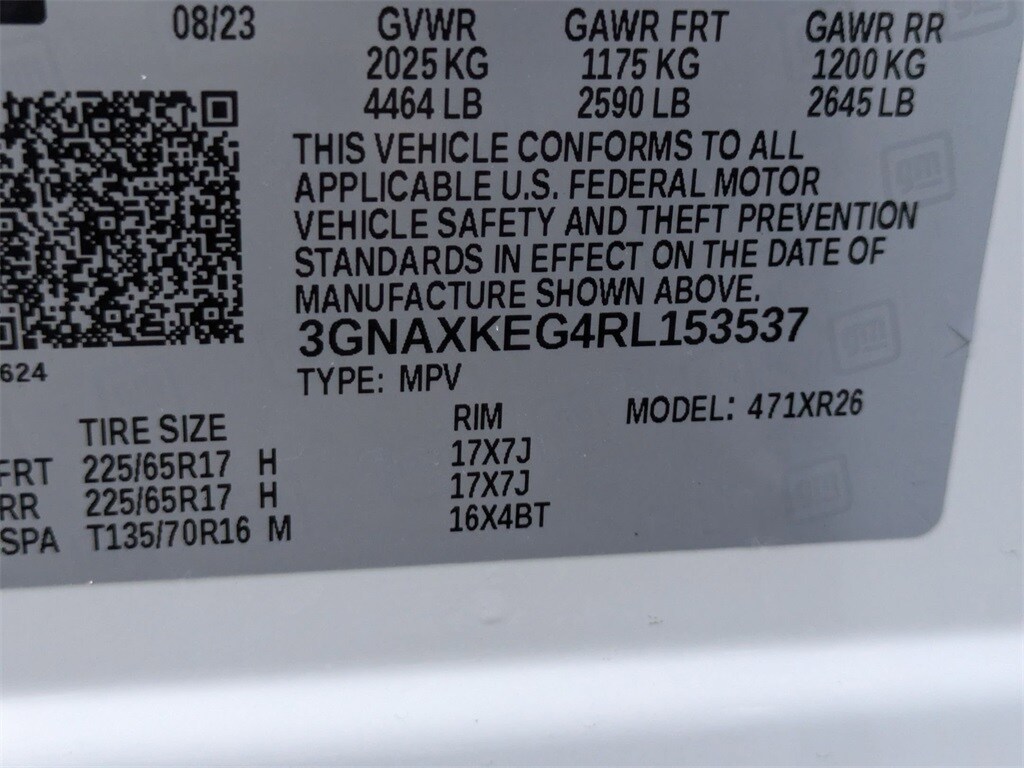 08/23 GVWR GAWR FRT GAWR RR
2025 KG 1175 KG 1200 KG
4464 LB 2590 LB 2645 LB
THIS VEHICLE CONFORMS TO ALL
APPLICABLE U.S. FEDERAL MOTOR
VEHICLE SAFETY AND THEFT PREVENTION
STANDARDS IN EFFECT ON THE DATE OF
MANUFACTURE SHOWN ABOVE.
3GNAXKEG4RL153537
624
TYPE: MPV
TIRE SIZE RIM MODEL: 471XR26
FRT 225/65R17 H 17X7J
RR 225/65R17 H 17X7J
SPA T135/70R16 M 16X4BT
gm
gm
gm